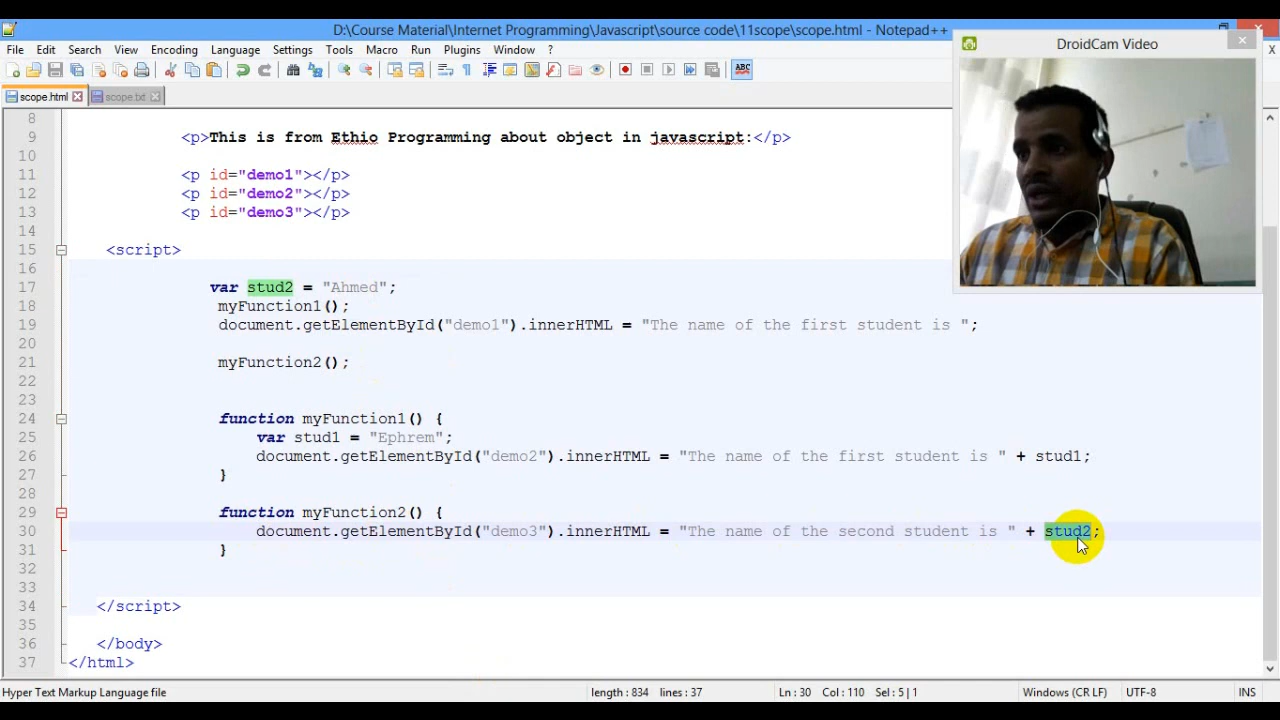 D:\Course Material\Internet Programming\Javascript\source code\11scope\scope.html - Notepad++
File Edit Search View Encoding Language Settings Tools Macro Run Plugins Window ? X
DroidCam Video
ABC
scope.html scope.txt
8
9 <p>This is from Ethio Programming about object in javascript:</p>
10
11 <p id="demo1"></p>
12 <p id="demo2"></p>
13 <p id="demo3"></p>
14
15 <script>
16
17 var stud2 = "Ahmed";
18 myFunction1();
19 document.getElementById("demo1").innerHTML = "The name of the first student is ";
20
21 myFunction2();
22
23
24 function myFunction1() {
25 var stud1 = "Ephrem";
26 document.getElementById("demo2").innerHTML = "The name of the first student is " + stud1;
27 }
28
29 function myFunction2() {
30 document.getElementById("demo3").innerHTML = "The name of the second student is " + stud2;
31 }
32
33
34 </script>
35
36 </body>
37 </html>
Hyper Text Markup Language file length : 834 lines : 37 Ln : 30 Col : 110 Sel : 5 | 1 Windows (CR LF) UTF-8 INS